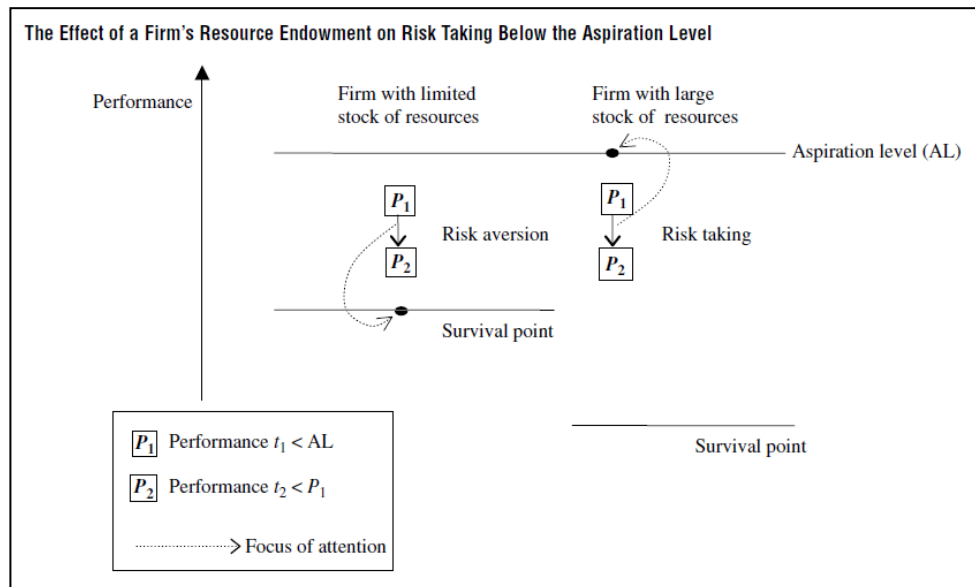 The Effect of a Firm's Resource Endowment on Risk Taking Below the Aspiration Level
Performance
Firm with limited
stock of resources
Firm with large
stock of resources
Aspiration level (AL)
P1
P1
Risk aversion
Risk taking
P2
P2
Survival point
Survival point
P1 Performance t1 < AL
P2 Performance t2 < P1
Focus of attention